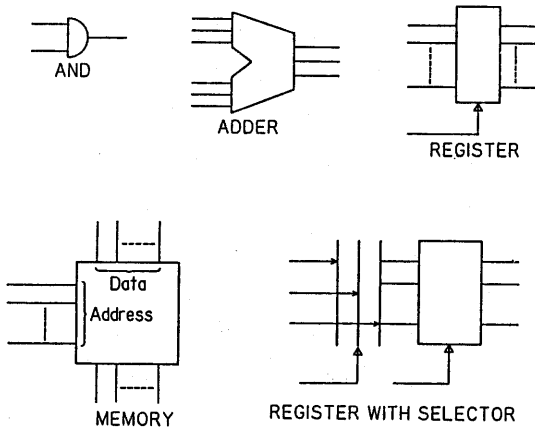 AND
ADDER
REGISTER
Data
Address
MEMORY
REGISTER WITH SELECTOR